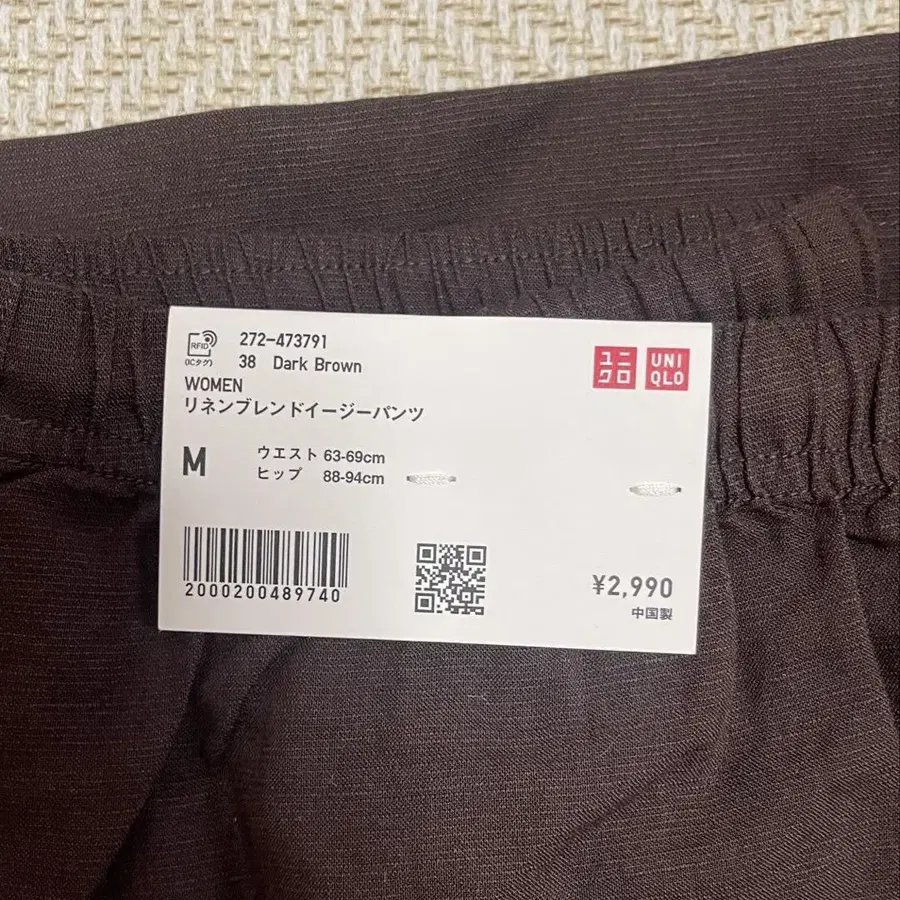 RFID
(ICタグ)
272-473791
38 Dark Brown
WOMEN
リネンブレンドイージーパンツ
ユニ
クロ
UNI
QLO
M
ウエスト 63-69cm
ヒップ 88-94cm
2000200489740
¥2,990
中国製